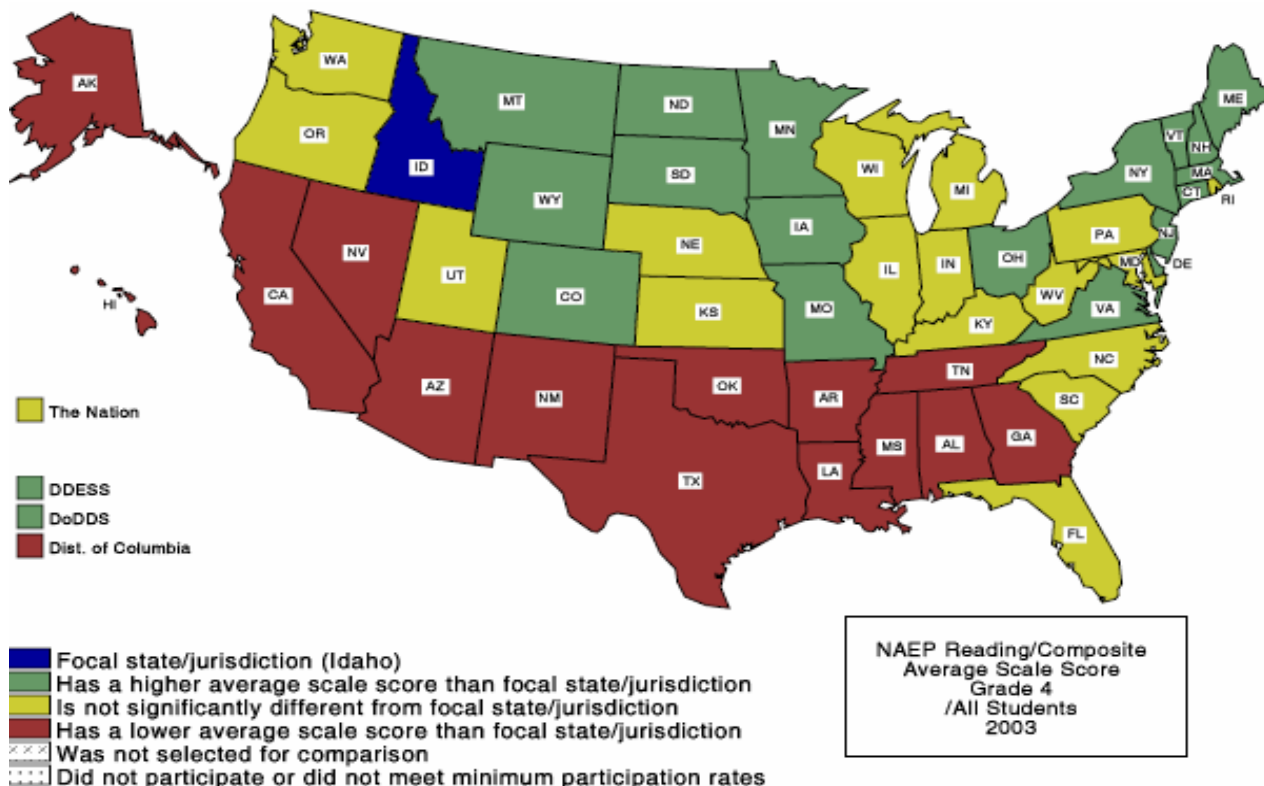 AK
WA
MT
ND
MN
ME
OR
ID
SD
WI
MI
NY
VT
NH
MA
CT
RI
WY
IA
NE
PA
NJ
NV
UT
CO
IL
IN
OH
MD
DE
CA
HI
KS
MO
WV
VA
KY
NC
TN
AZ
NM
OK
AR
SC
MS
AL
GA
TX
LA
FL
The Nation
DDESS
DoDDS
Dist. of Columbia
Focal state/jurisdiction (Idaho)
Has a higher average scale score than focal state/jurisdiction
Is not significantly different from focal state/jurisdiction
Has a lower average scale score than focal state/jurisdiction
Was not selected for comparison
Did not participate or did not meet minimum participation rates
NAEP Reading/Composite
Average Scale Score
Grade 4
/All Students
2003